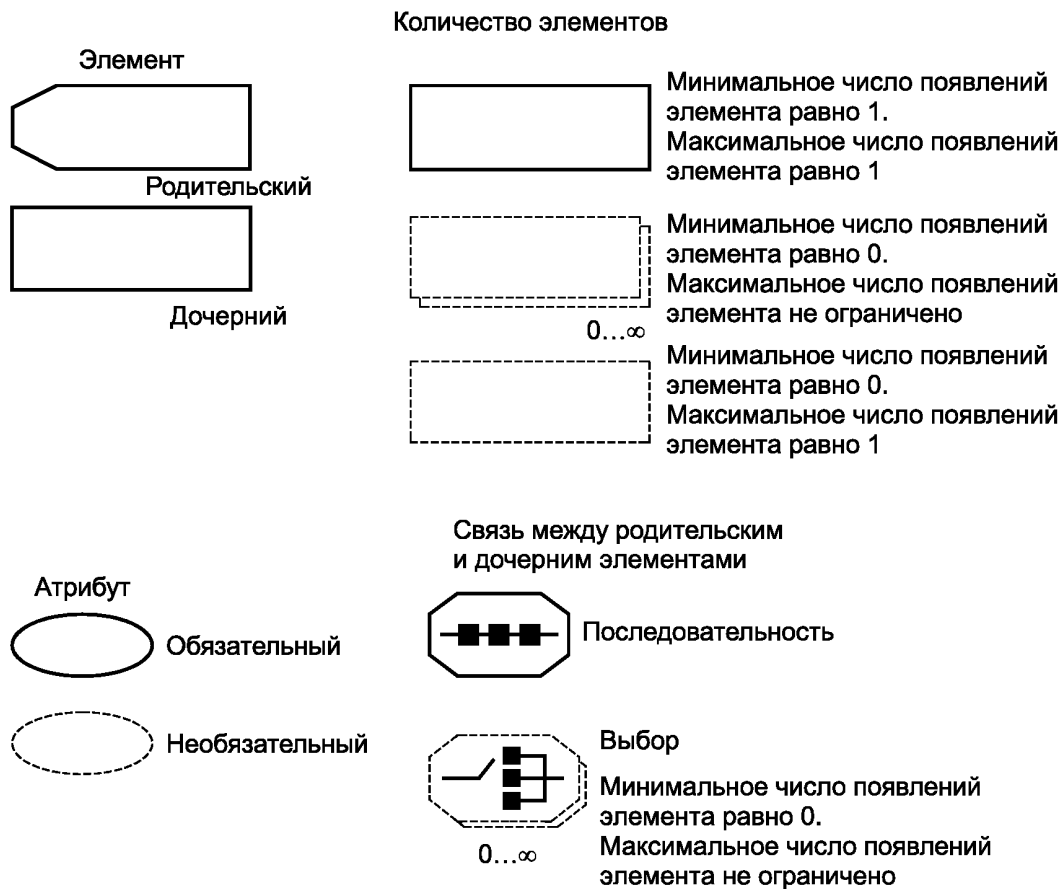 Количество элементов
Элемент
Родительский
Дочерний
Минимальное число появлений
элемента равно 1.
Максимальное число появлений
элемента равно 1
Минимальное число появлений
элемента равно 0.
Максимальное число появлений
элемента не ограничено
0...∞
Минимальное число появлений
элемента равно 0.
Максимальное число появлений
элемента равно 1
Атрибут
Обязательный
Необязательный
Связь между родительским
и дочерним элементами
Последовательность
Выбор
Минимальное число появлений
элемента равно 0.
Максимальное число появлений
элемента не ограничено
0...∞